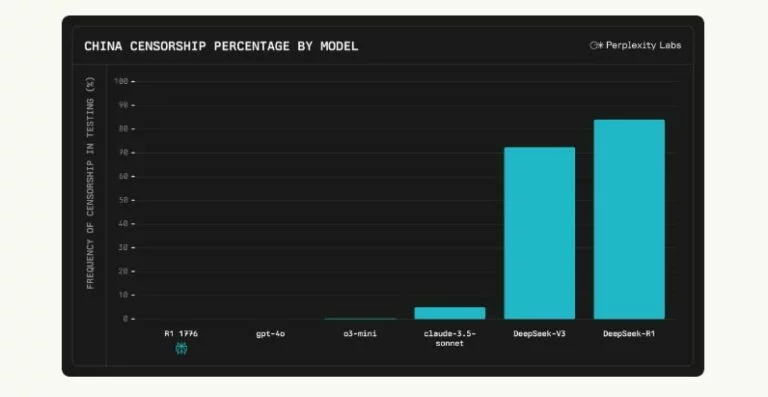 CHINA CENSORSHIP PERCENTAGE BY MODEL
Perplexity Labs
FREQUENCY OF CENSORSHIP IN TESTING (%)
100
90
80
70
60
50
40
30
20
10
0
R1 1776
gpt-4o
o3-mini
claude-3.5-
sonnet
DeepSeek-V3
DeepSeek-R1